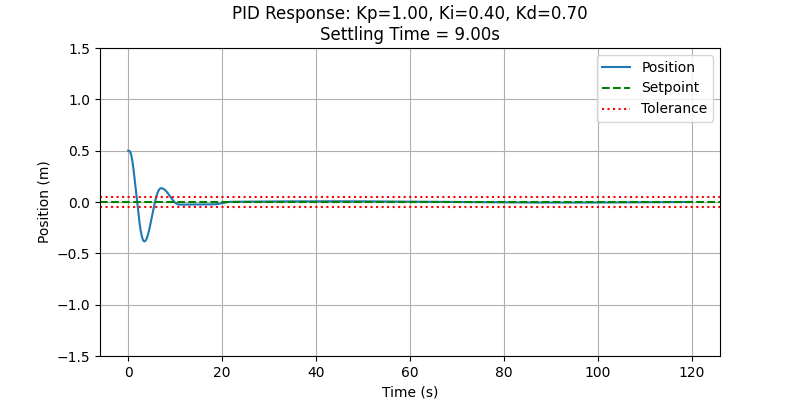 PID Response: Kp=1.00, Ki=0.40, Kd=0.70
Settling Time = 9.00s
Position
Setpoint
Tolerance
1.5
1.0
0.5
0.0
−0.5
−1.0
−1.5
Position (m)
0 20 40 60 80 100 120
Time (s)